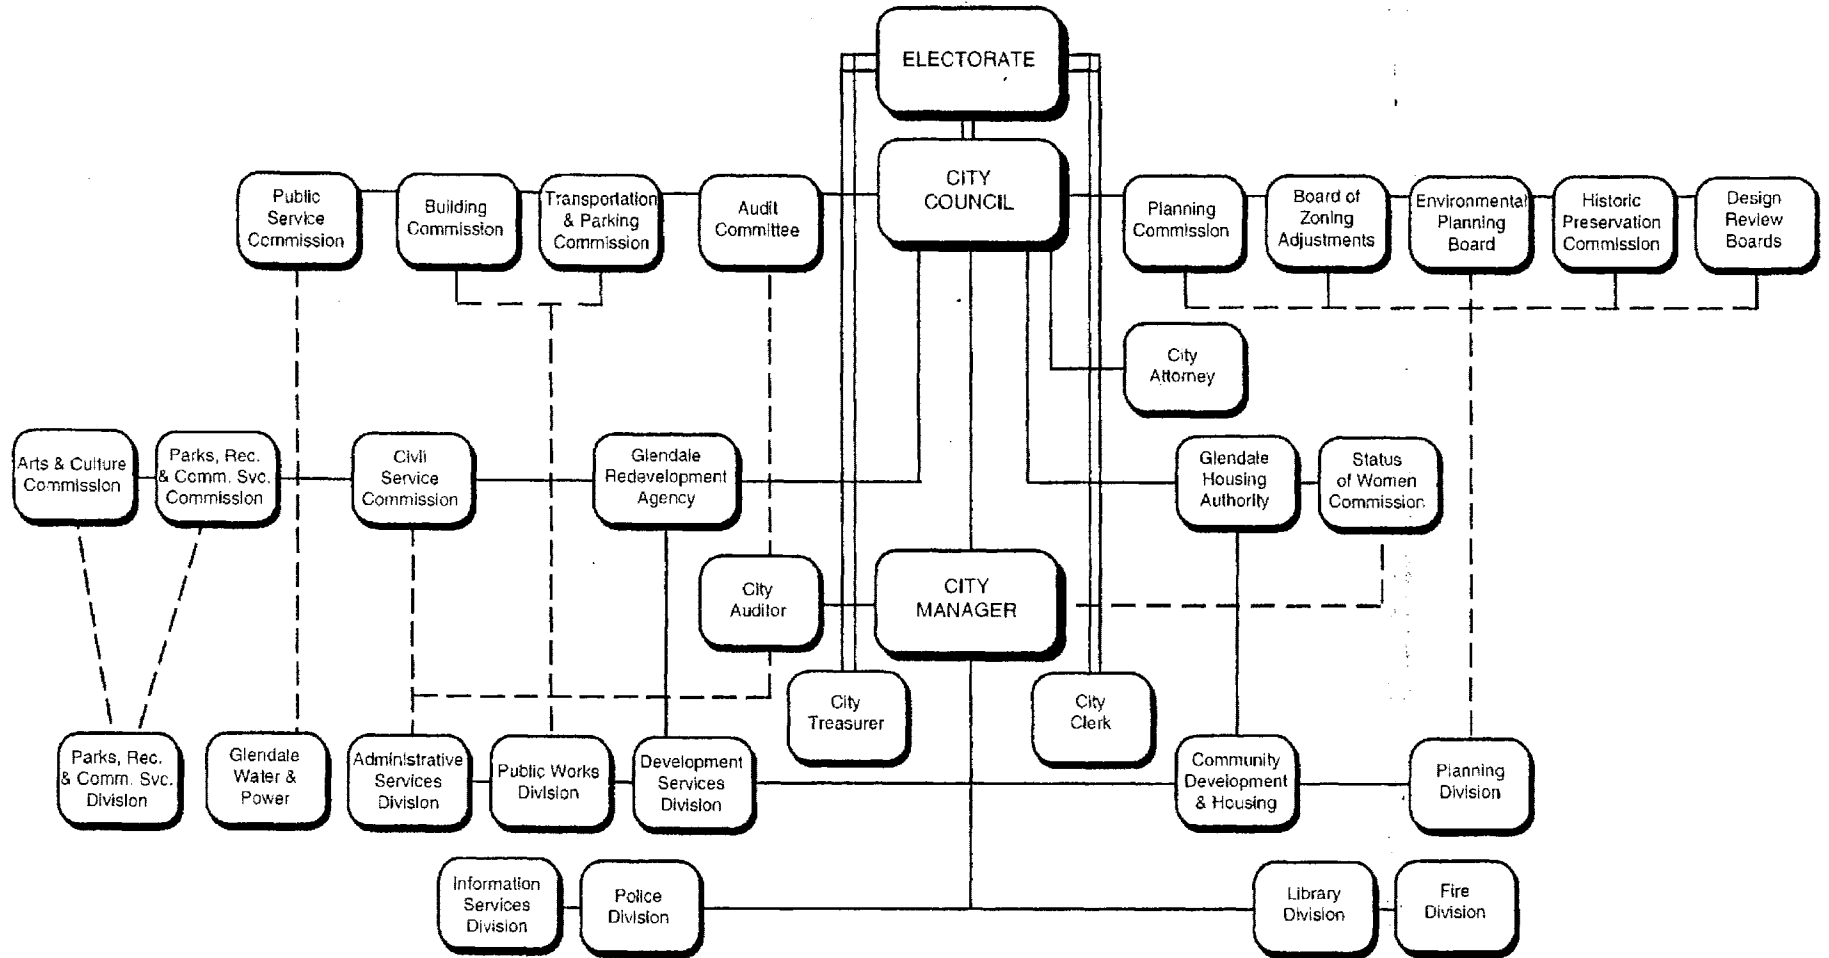 ELECTORATE
CITY
COUNCIL
Public
Service
Commission
Building
Commission
Transportation
& Parking
Commission
Audit
Committee
Planning
Commission
Board of
Zoning
Adjustments
Environmental
Planning
Board
Historic
Preservation
Commission
Design
Review
Boards
City
Attorney
Arts & Culture
Commission
Parks, Rec.
& Comm. Svc.
Commission
Civil
Service
Commission
Glendale
Redevelopment
Agency
Glendale
Housing
Authority
Status
of Women
Commission
City
Auditor
CITY
MANAGER
City
Treasurer
City
Clerk
Parks, Rec.
& Comm. Svc.
Division
Glendale
Water &
Power
Administrative
Services
Division
Public Works
Division
Development
Services
Division
Community
Development
& Housing
Planning
Division
Information
Services
Division
Police
Division
Library
Division
Fire
Division